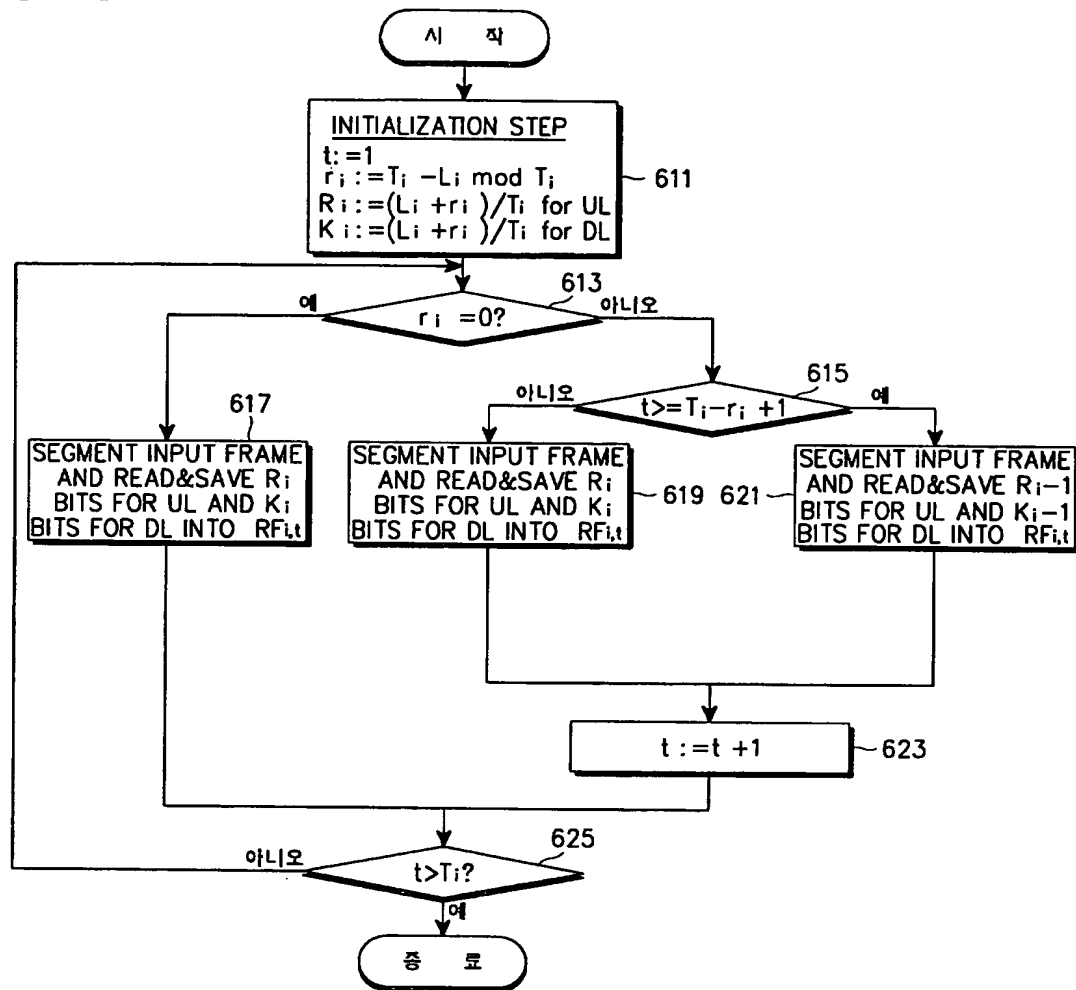 시 작
INITIALIZATION STEP
t:=1
ri:=Ti-Li mod Ti
Ri:=(Li+ri)/Ti for UL
Ki:=(Li+ri)/Ti for DL
611
613
예
ri=0?
아니오
615
아니오
t>=Ti-ri+1
예
617
SEGMENT INPUT FRAME
AND READ&SAVE Ri
BITS FOR UL AND Ki
BITS FOR DL INTO RFi,t
SEGMENT INPUT FRAME
AND READ&SAVE Ri
BITS FOR UL AND Ki
BITS FOR DL INTO RFi,t
619
621
SEGMENT INPUT FRAME
AND READ&SAVE Ri-1
BITS FOR UL AND Ki-1
BITS FOR DL INTO RFi,t
t:=t+1
623
625
아니오
t>Ti?
예
종 료